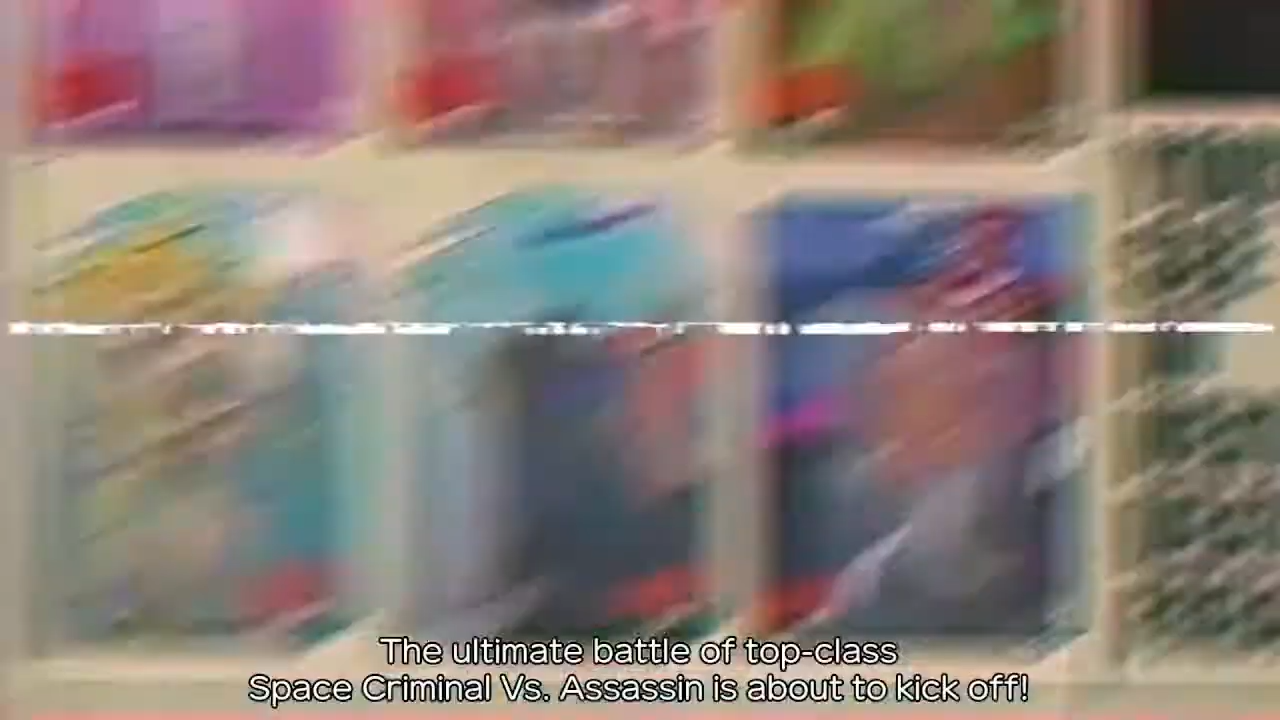 The ultimate battle of top-class
Space Criminal Vs. Assassin is about to kick off!